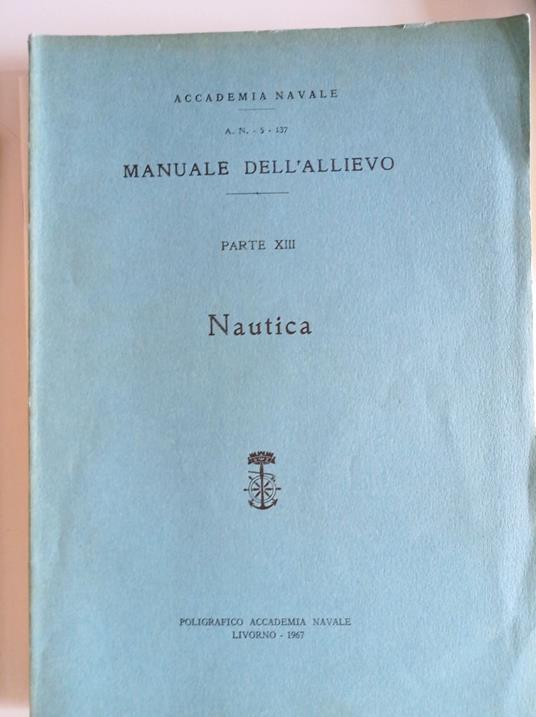 ACCADEMIA NAVALE
A. N. - 5 - 137
MANUALE DELL'ALLIEVO
PARTE XIII
Nautica
POLIGRAFICO ACCADEMIA NAVALE
LIVORNO - 1967